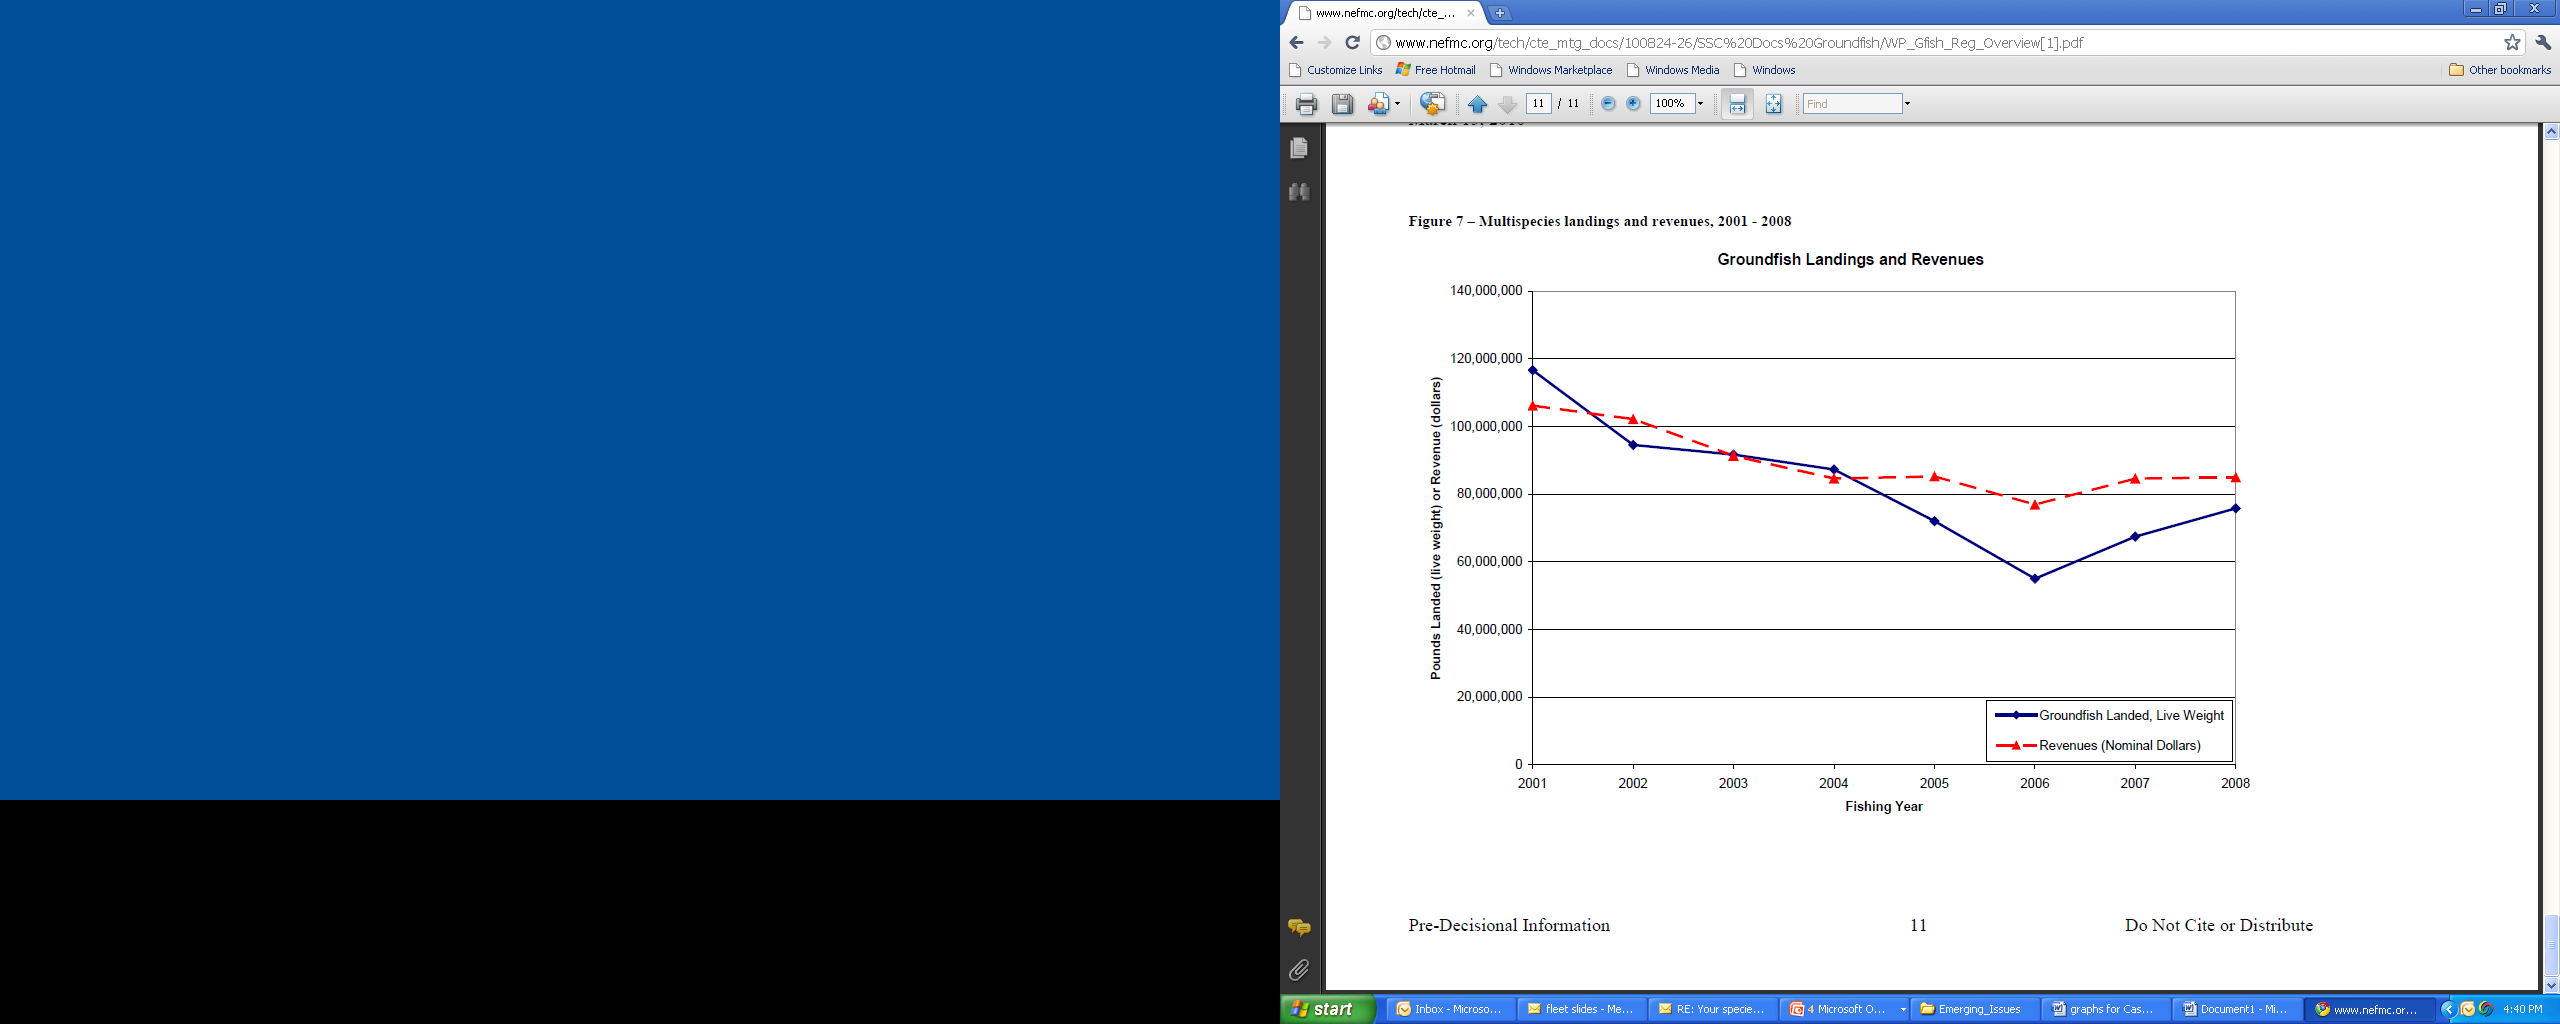 www.nefmc.org/tech/cte_...
www.nefmc.org/tech/cte_mtg_docs/100824-26/SSC%20Docs%20Groundfish/WP_Gfish_Reg_Overview[1].pdf
Customize Links Free Hotmail Windows Marketplace Windows Media Windows Other bookmarks
11 / 11 100% Find
Figure 7 – Multispecies landings and revenues, 2001 - 2008
Groundfish Landings and Revenues
Pounds Landed (live weight) or Revenue (dollars)
140,000,000
120,000,000
100,000,000
80,000,000
60,000,000
40,000,000
20,000,000
0
Groundfish Landed, Live Weight
Revenues (Nominal Dollars)
2001 2002 2003 2004 2005 2006 2007 2008
Fishing Year
Pre-Decisional Information 11 Do Not Cite or Distribute
start Inbox - Microso... fleet slides - Me... RE: Your specie... 4 Microsoft O... Emerging_Issues graphs for Cas... Document1 - Mi... www.nefmc.or... 4:40 PM